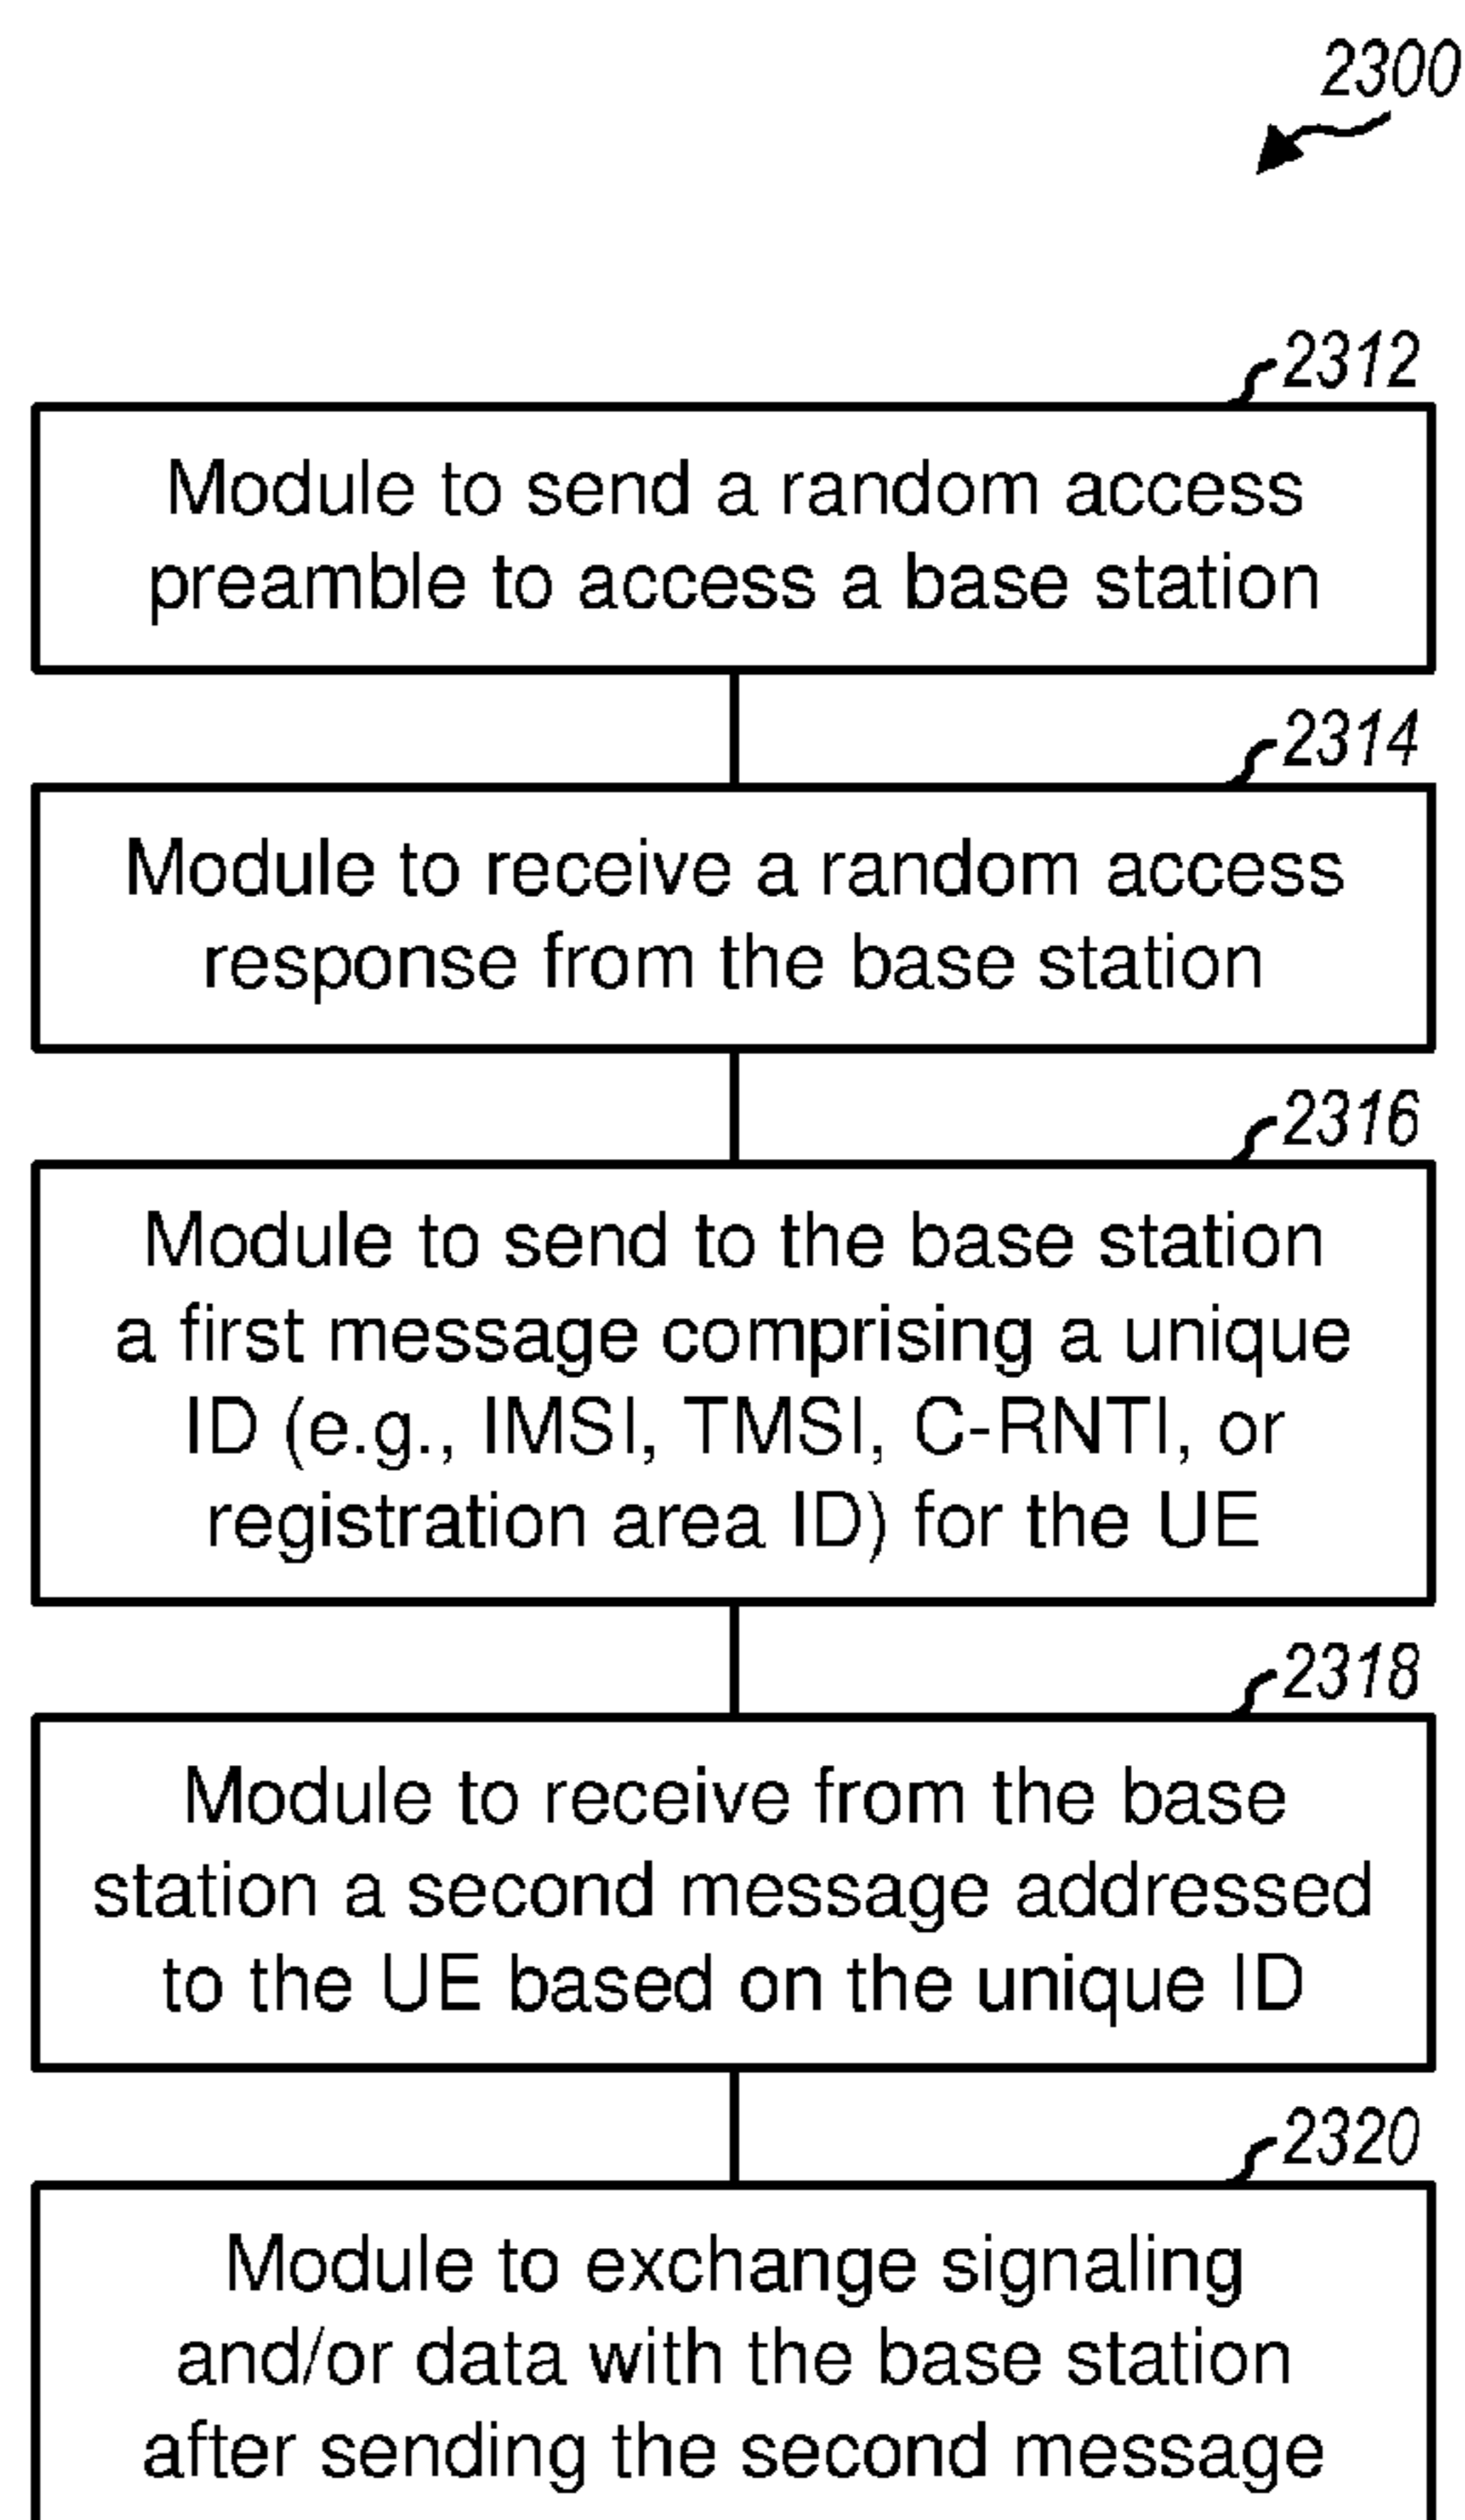 2300
2312
Module to send a random access
preamble to access a base station
2314
Module to receive a random access
response from the base station
2316
Module to send to the base station
a first message comprising a unique
ID (e.g., IMSI, TMSI, C-RNTI, or
registration area ID) for the UE
2318
Module to receive from the base
station a second message addressed
to the UE based on the unique ID
2320
Module to exchange signaling
and/or data with the base station
after sending the second message